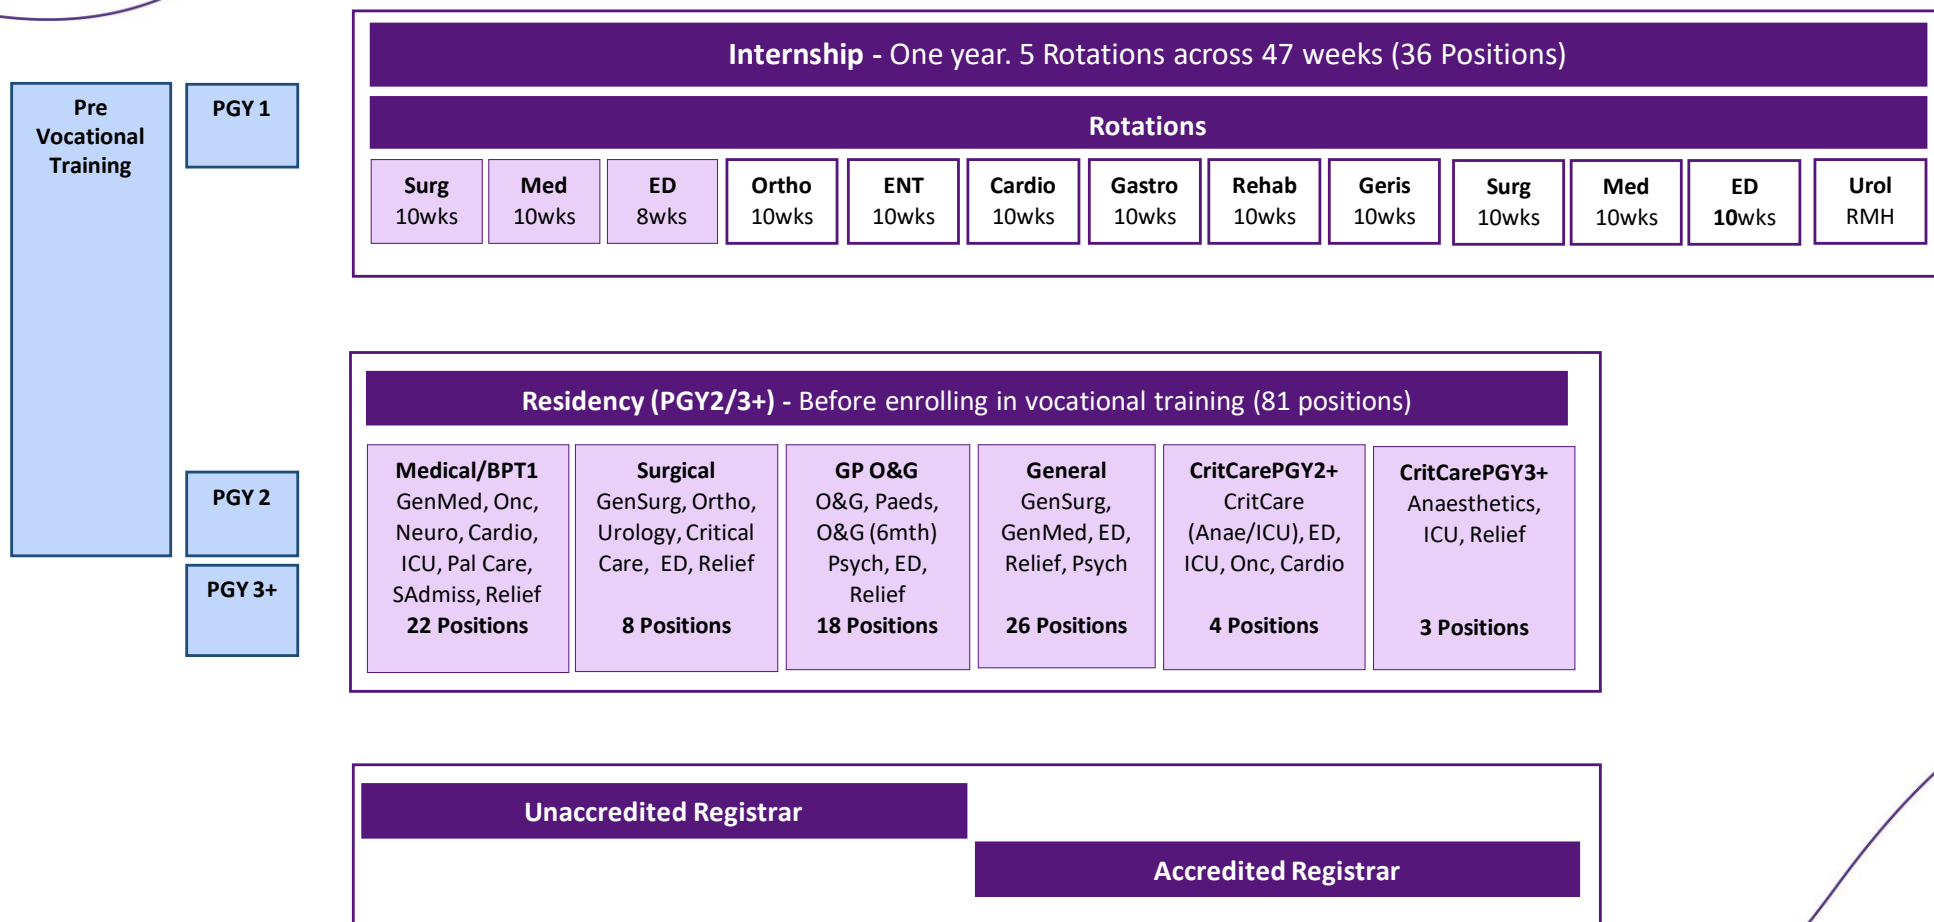 Internship - One year. 5 Rotations across 47 weeks (36 Positions)
Pre
Vocational
Training
PGY 1
Rotations
Surg
10wks
Med
10wks
ED
8wks
Ortho
10wks
ENT
10wks
Cardio
10wks
Gastro
10wks
Rehab
10wks
Geris
10wks
Surg
10wks
Med
10wks
ED
10wks
Urol
RMH
Residency (PGY2/3+) - Before enrolling in vocational training (81 positions)
PGY 2
PGY 3+
Medical/BPT1
GenMed, Onc,
Neuro, Cardio,
ICU, Pal Care,
SAdmiss, Relief
22 Positions
Surgical
GenSurg, Ortho,
Urology, Critical
Care, ED, Relief
8 Positions
GP O&G
O&G, Paeds,
O&G (6mth)
Psych, ED,
Relief
18 Positions
General
GenSurg,
GenMed, ED,
Relief, Psych
26 Positions
CritCarePGY2+
CritCare
(Anae/ICU), ED,
ICU, Onc, Cardio
4 Positions
CritCarePGY3+
Anaesthetics,
ICU, Relief
3 Positions
Unaccredited Registrar
Accredited Registrar